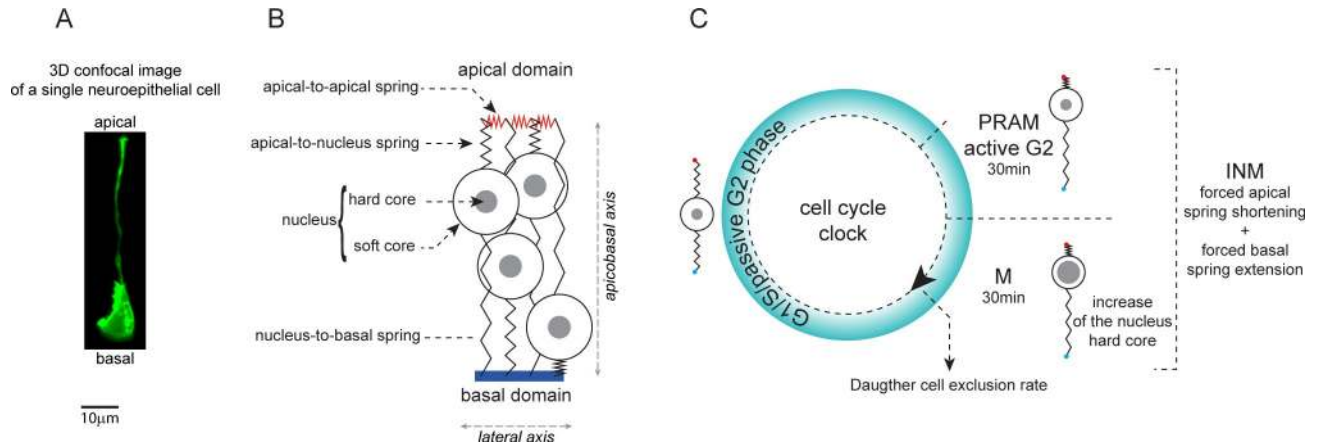 A
3D confocal image
of a single neuroepithelial cell
apical
basal
10μm
B
apical domain
apical-to-apical spring
apical-to-nucleus spring
nucleus
hard core
soft core
nucleus-to-basal spring
basal domain
apicobasal axis
lateral axis
C
G1/S/passive G2 phase
cell cycle
clock
PRAM
active G2
30min
M
30min
increase
of the nucleus
hard core
Daugther cell exclusion rate
INM
forced apical
spring shortening
+
forced basal
spring extension